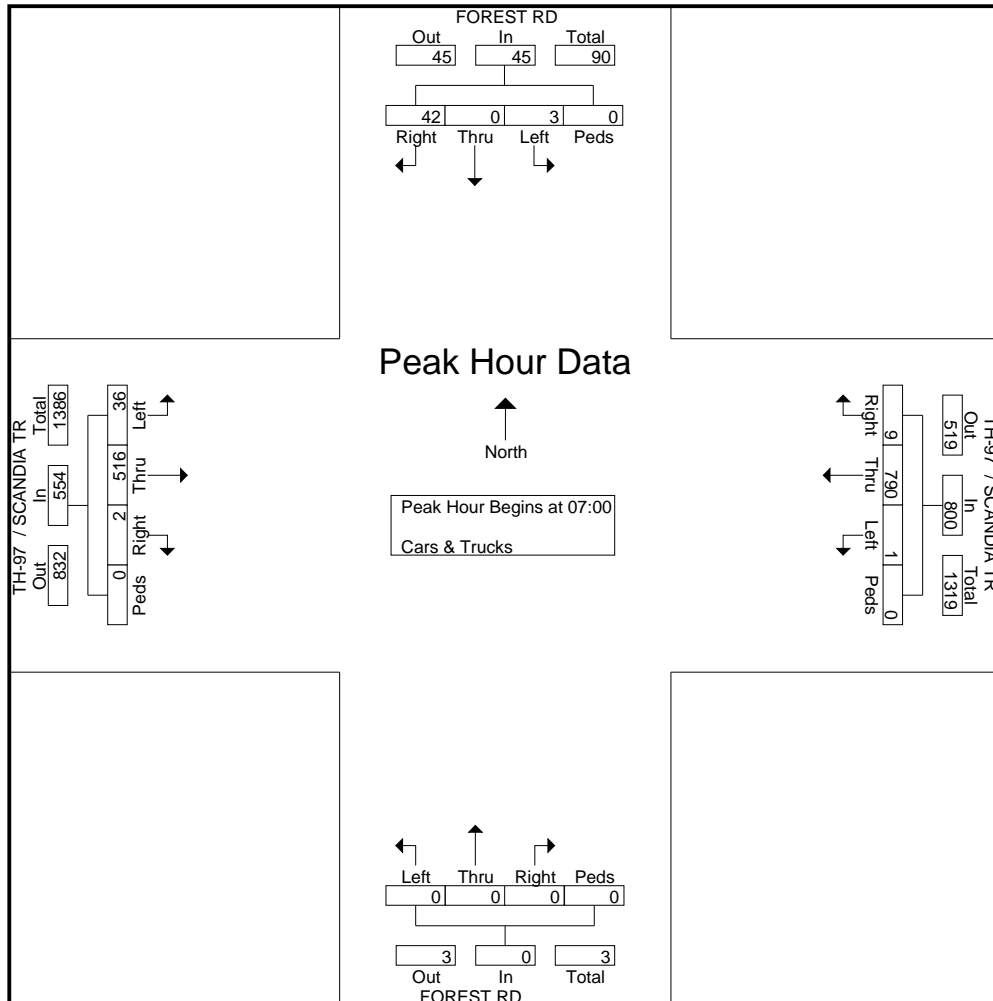 FOREST RD
Out In Total
45 45 90
42 0 3 0
Right Thru Left Peds
Peak Hour Data
North
Peak Hour Begins at 07:00
Cars & Trucks
TH-97 / SCANDIA TR
Total In Out
1386 554 832
36 516 2 0
Left Thru Right Peds
TH-97 / SCANDIA TR
Out In Total
519 800 1319
9 790 1 0
Right Thru Left Peds
Left Thru Right Peds
0 0 0 0
3 0 3
Out In Total
FOREST RD